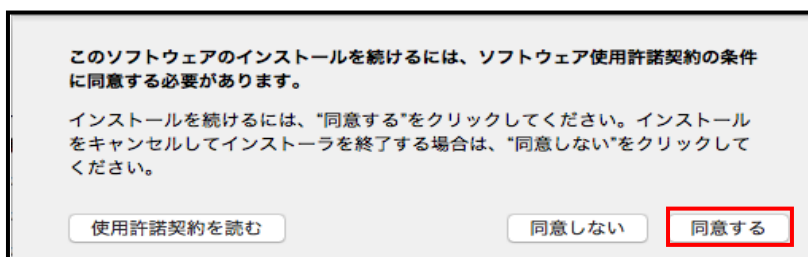 このソフトウェアのインストールを続けるには、ソフトウェア使用許諾契約の条件
に同意する必要があります。
インストールを続けるには、“同意する”をクリックしてください。インストール
をキャンセルしてインストーラを終了する場合は、“同意しない”をクリックして
ください。
使用許諾契約を読む 同意しない 同意する